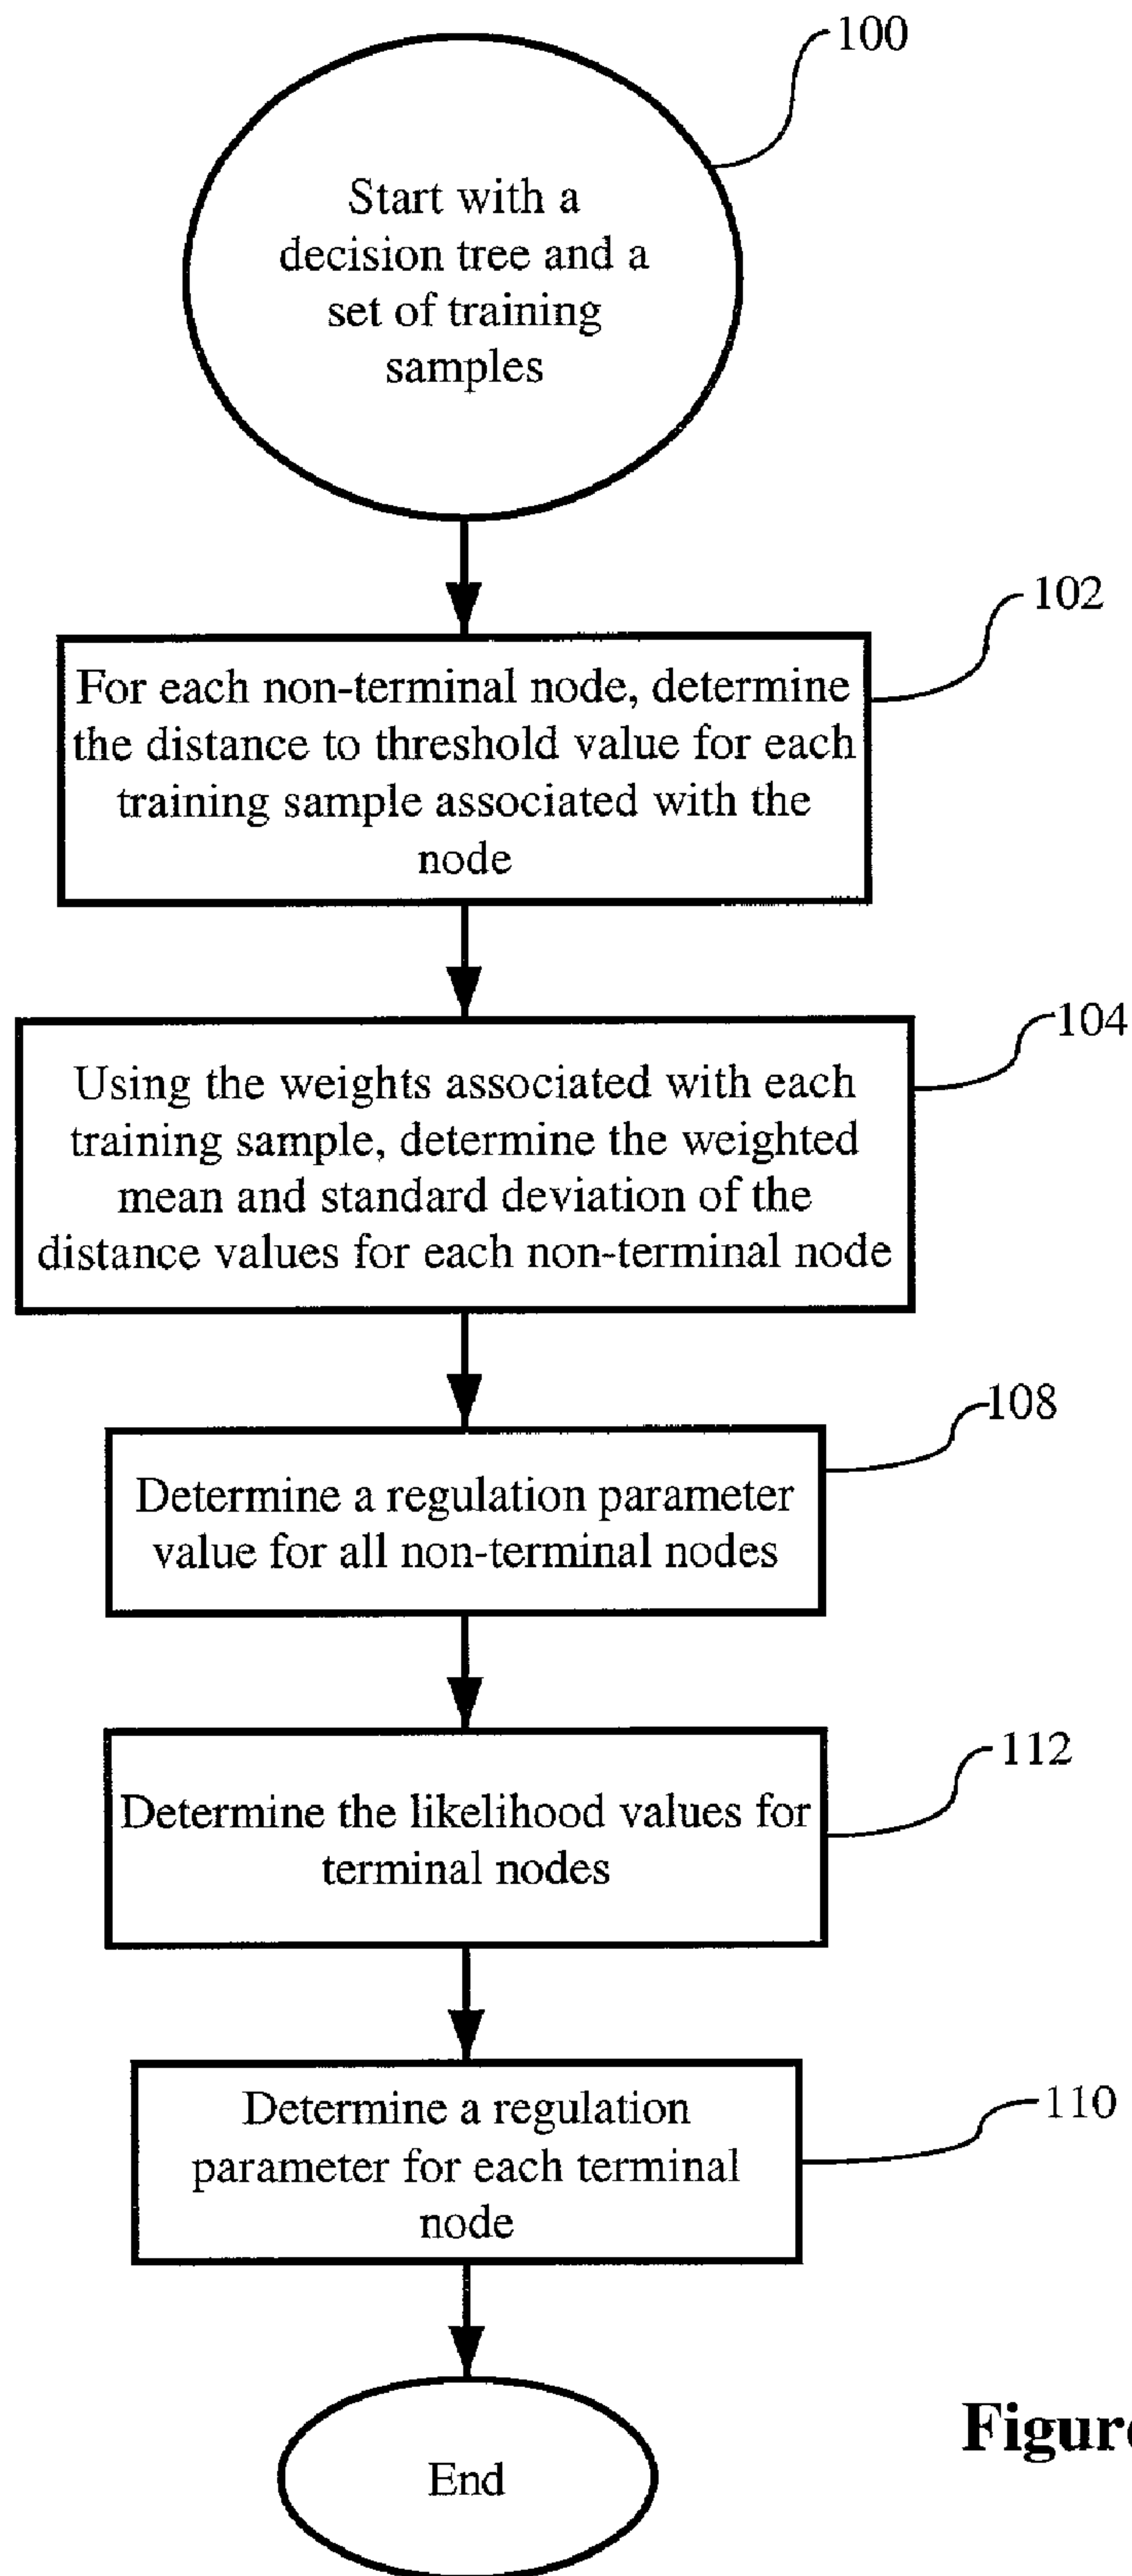 100
Start with a
decision tree and a
set of training
samples
102
For each non-terminal node, determine
the distance to threshold value for each
training sample associated with the
node
104
Using the weights associated with each
training sample, determine the weighted
mean and standard deviation of the
distance values for each non-terminal node
108
Determine a regulation parameter
value for all non-terminal nodes
112
Determine the likelihood values for
terminal nodes
110
Determine a regulation
parameter for each terminal
node
End